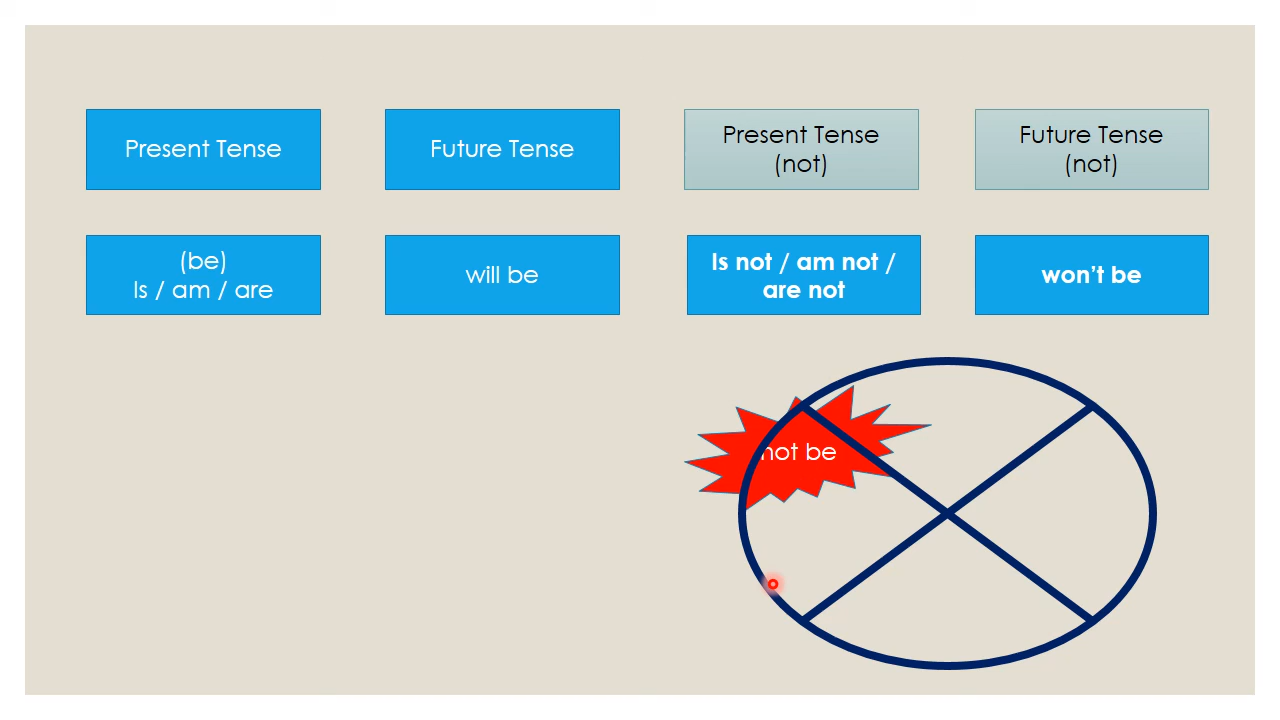 Present Tense
Future Tense
Present Tense
(not)
Future Tense
(not)
(be)
Is / am / are
will be
Is not / am not /
are not
won't be
not be